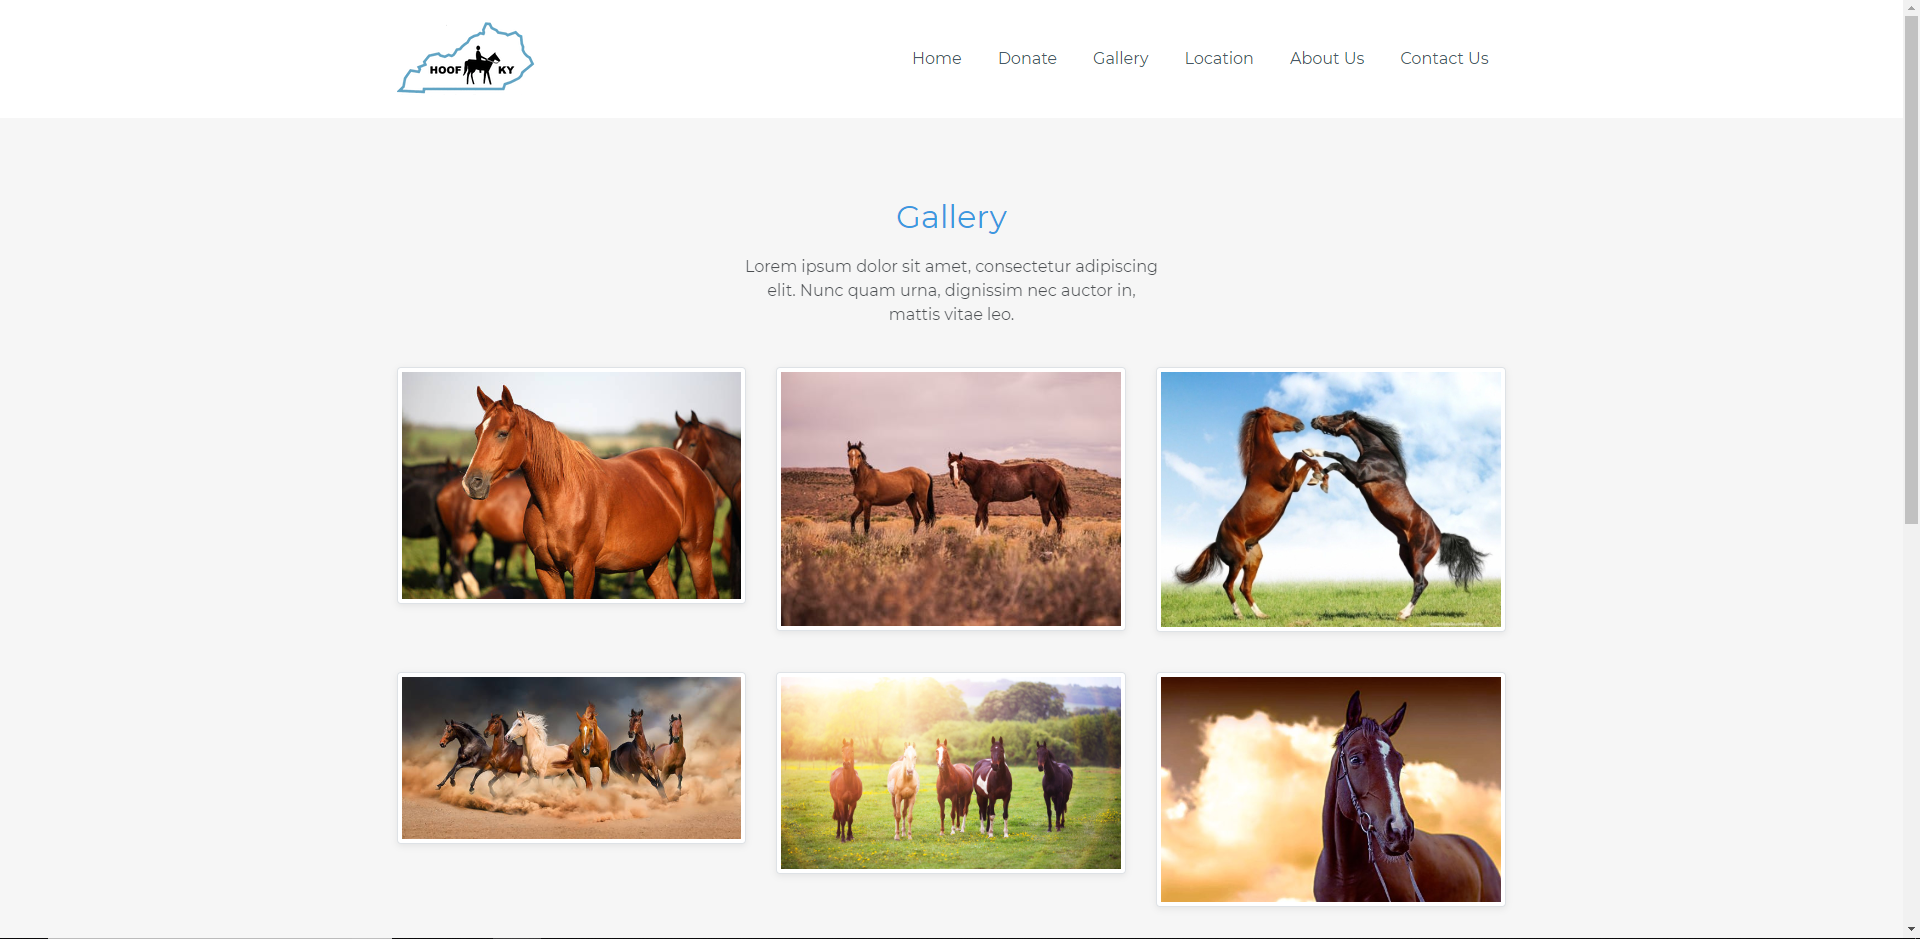 HOOF KY
Home
Donate
Gallery
Location
About Us
Contact Us
Gallery
Lorem ipsum dolor sit amet, consectetur adipiscing
elit. Nunc quam urna, dignissim nec auctor in,
mattis vitae leo.